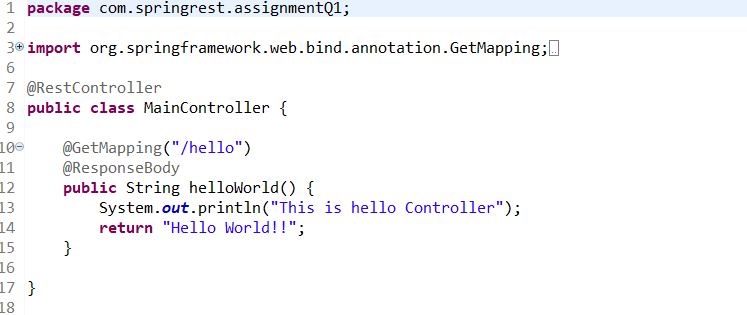 1 package com.springrest.assignmentQ1;
2
3 import org.springframework.web.bind.annotation.GetMapping;
6
7 @RestController
8 public class MainController {
9
10     @GetMapping("/hello")
11     @ResponseBody
12     public String helloWorld() {
13         System.out.println("This is hello Controller");
14         return "Hello World!!";
15     }
16
17 }
18